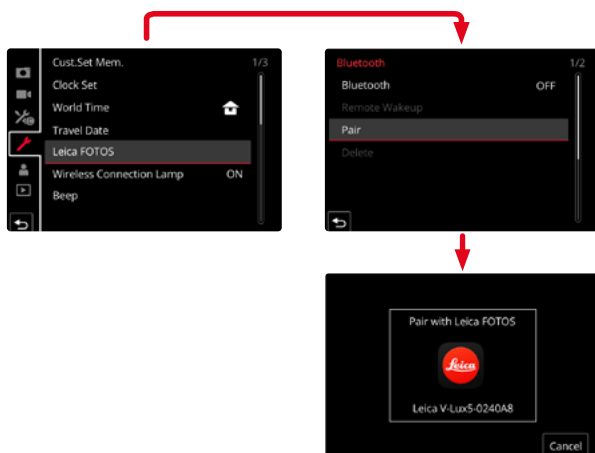 Cust.Set Mem. 1/3
Clock Set
World Time
Travel Date
Leica FOTOS
Wireless Connection Lamp ON
Beep
Bluetooth 1/2
Bluetooth OFF
Remote Wakeup
Pair
Delete
Pair with Leica FOTOS
Leica
Leica V-Lux5-0240A8
Cancel